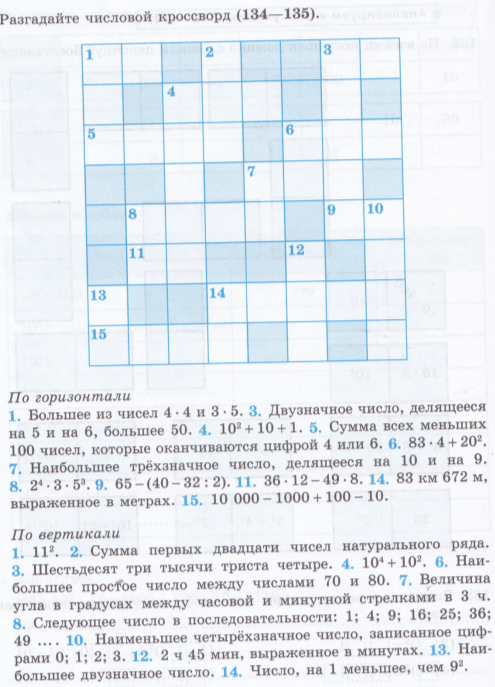 Разгадайте числовой кроссворд (134—135).
1 2 3
4
5 6
7
8 9 10
11 12
13 14
15
По горизонтали
1. Большее из чисел 4 · 4 и 3 · 5. 3. Двузначное число, делящееся
на 5 и на 6, большее 50. 4. 10² + 10 + 1. 5. Сумма всех меньших
100 чисел, которые оканчиваются цифрой 4 или 6. 6. 83 · 4 + 20².
7. Наибольшее трёхзначное число, делящееся на 10 и на 9.
8. 2⁴ · 3 · 5³. 9. 65 – (40 – 32 : 2). 11. 36 · 12 – 49 · 8. 14. 83 км 672 м,
выраженное в метрах. 15. 10 000 – 1000 + 100 – 10.
По вертикали
1. 11². 2. Сумма первых двадцати чисел натурального ряда.
3. Шестьдесят три тысячи триста четыре. 4. 10⁴ + 10². 6. Наи-
большее простое число между числами 70 и 80. 7. Величина
угла в градусах между часовой и минутной стрелками в 3 ч.
8. Следующее число в последовательности: 1; 4; 9; 16; 25; 36;
49 .... 10. Наименьшее четырёхзначное число, записанное циф-
рами 0; 1; 2; 3. 12. 2 ч 45 мин, выраженное в минутах. 13. Наи-
большее двузначное число. 14. Число, на 1 меньшее, чем 9².